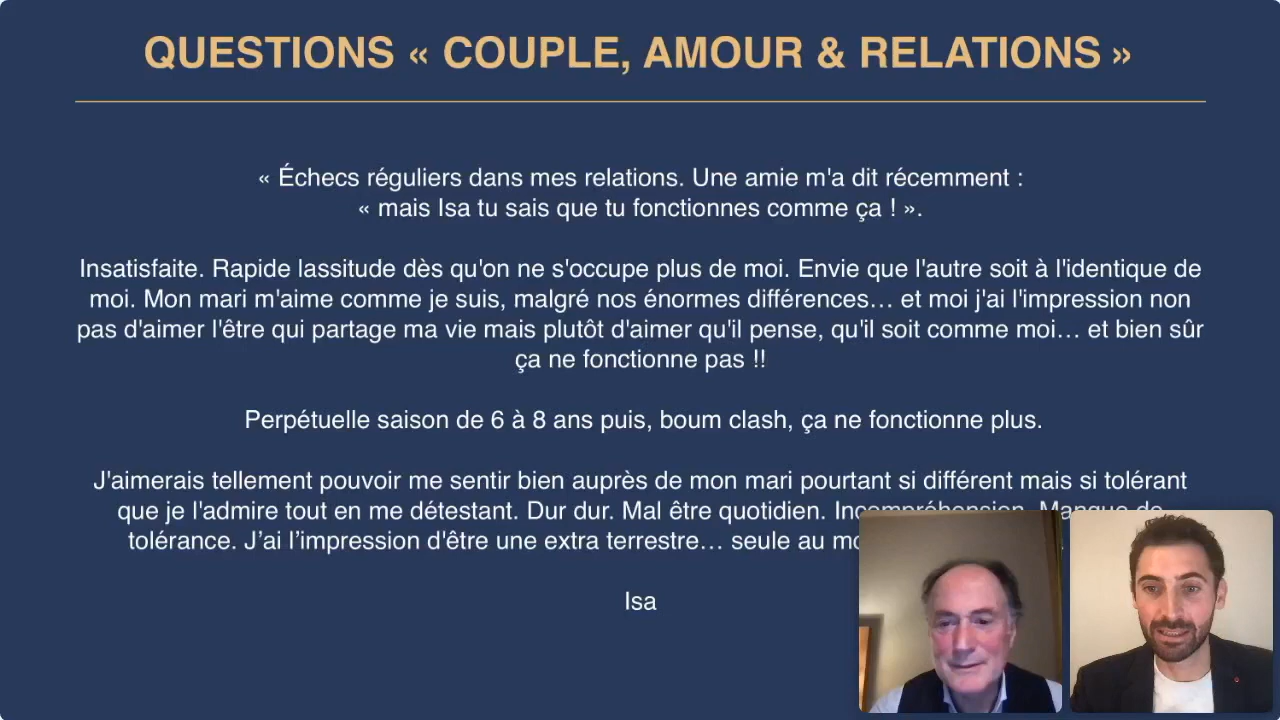 QUESTIONS « COUPLE, AMOUR & RELATIONS »
« Échecs réguliers dans mes relations. Une amie m'a dit récemment :
« mais Isa tu sais que tu fonctionnes comme ça ! ».
Insatisfaite. Rapide lassitude dès qu'on ne s'occupe plus de moi. Envie que l'autre soit à l'identique de
moi. Mon mari m'aime comme je suis, malgré nos énormes différences… et moi j'ai l'impression non
pas d'aimer l'être qui partage ma vie mais plutôt d'aimer qu'il pense, qu'il soit comme moi… et bien sûr
ça ne fonctionne pas !!
Perpétuelle saison de 6 à 8 ans puis, boum clash, ça ne fonctionne plus.
J'aimerais tellement pouvoir me sentir bien auprès de mon mari pourtant si différent mais si tolérant
que je l'admire tout en me détestant. Dur dur. Mal être quotidien. Incompréhension. Manque de
tolérance. J’ai l’impression d'être une extra terrestre… seule au
Isa